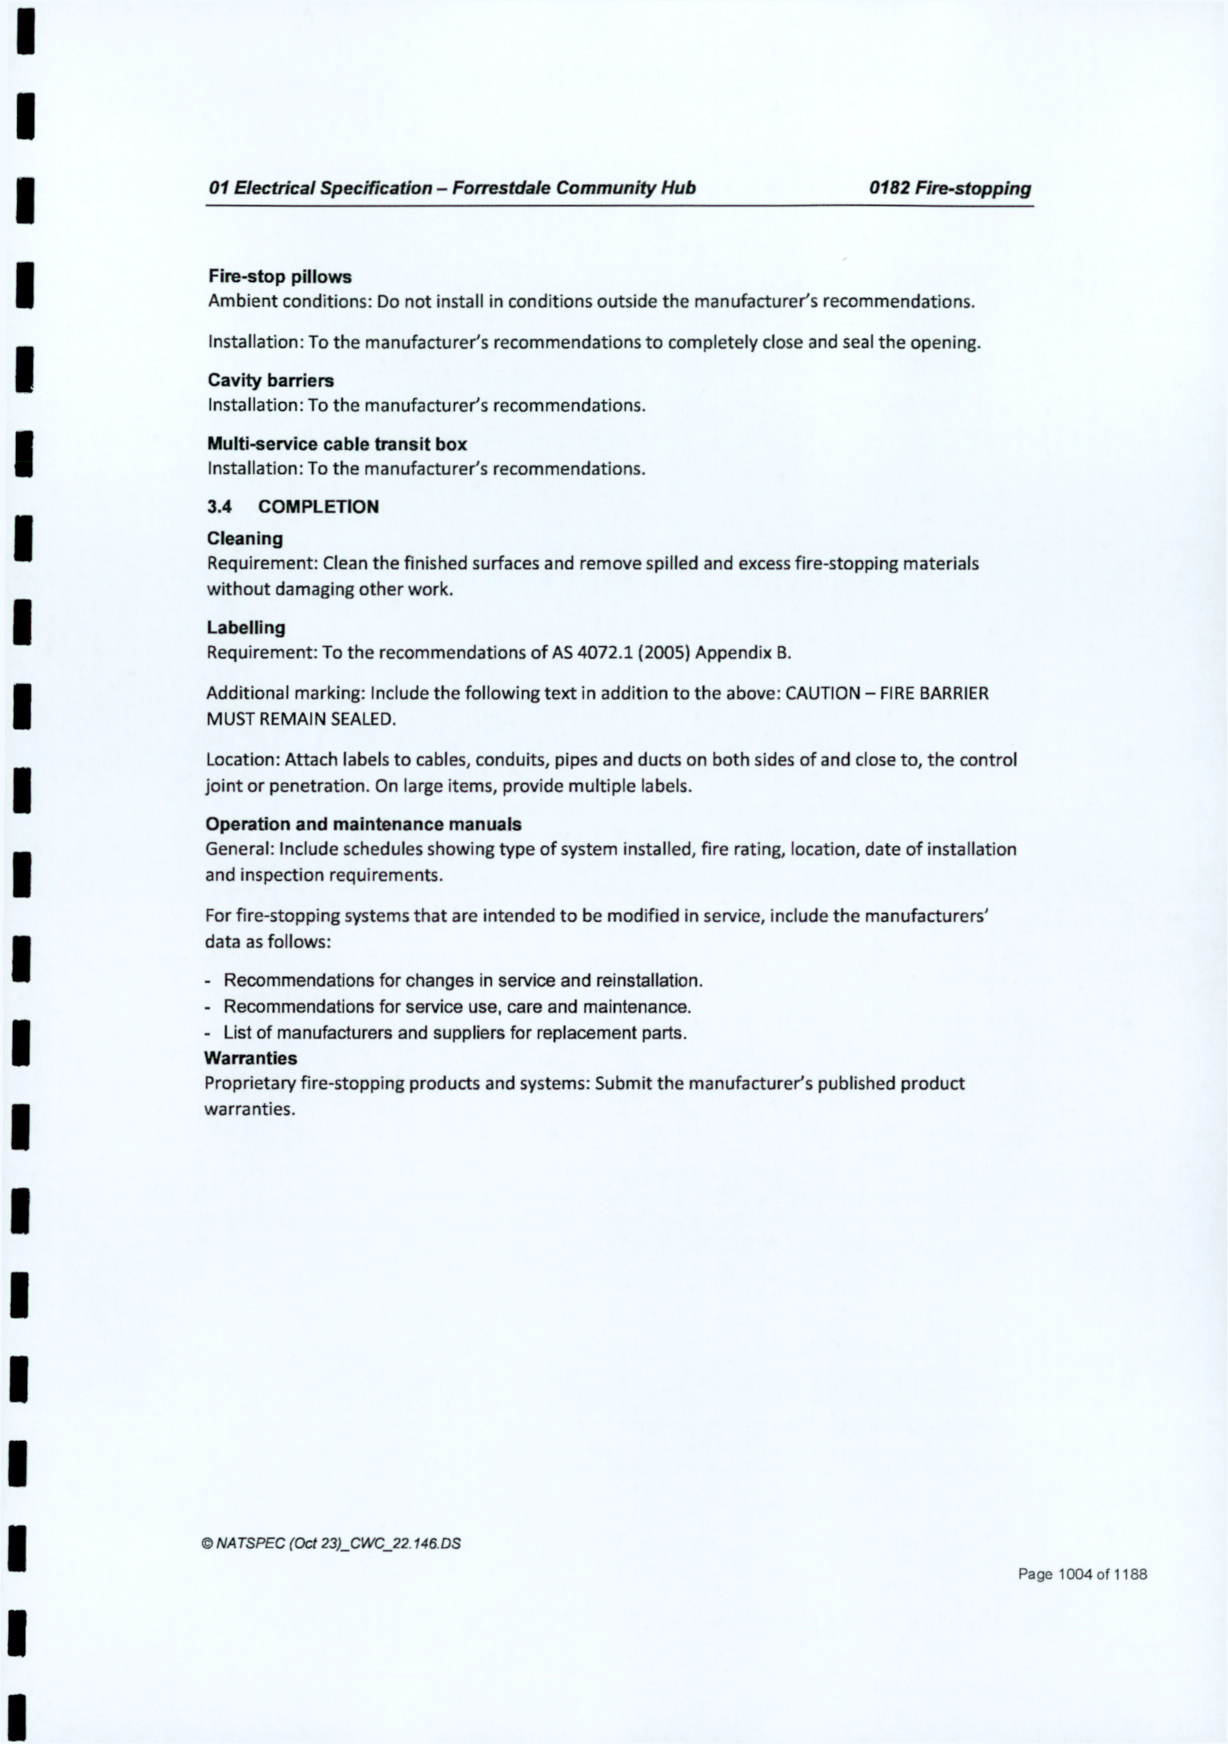 01 Electrical Specification – Forrestdale Community Hub 0182 Fire-stopping
Fire-stop pillows
Ambient conditions: Do not install in conditions outside the manufacturer's recommendations.
Installation: To the manufacturer's recommendations to completely close and seal the opening.
Cavity barriers
Installation: To the manufacturer's recommendations.
Multi-service cable transit box
Installation: To the manufacturer's recommendations.
3.4 COMPLETION
Cleaning
Requirement: Clean the finished surfaces and remove spilled and excess fire-stopping materials
without damaging other work.
Labelling
Requirement: To the recommendations of AS 4072.1 (2005) Appendix B.
Additional marking: Include the following text in addition to the above: CAUTION – FIRE BARRIER
MUST REMAIN SEALED.
Location: Attach labels to cables, conduits, pipes and ducts on both sides of and close to, the control
joint or penetration. On large items, provide multiple labels.
Operation and maintenance manuals
General: Include schedules showing type of system installed, fire rating, location, date of installation
and inspection requirements.
For fire-stopping systems that are intended to be modified in service, include the manufacturers'
data as follows:
- Recommendations for changes in service and reinstallation.
- Recommendations for service use, care and maintenance.
- List of manufacturers and suppliers for replacement parts.
Warranties
Proprietary fire-stopping products and systems: Submit the manufacturer's published product
warranties.
© NATSPEC (Oct 23)_CWC_22.146.DS
Page 1004 of 1188